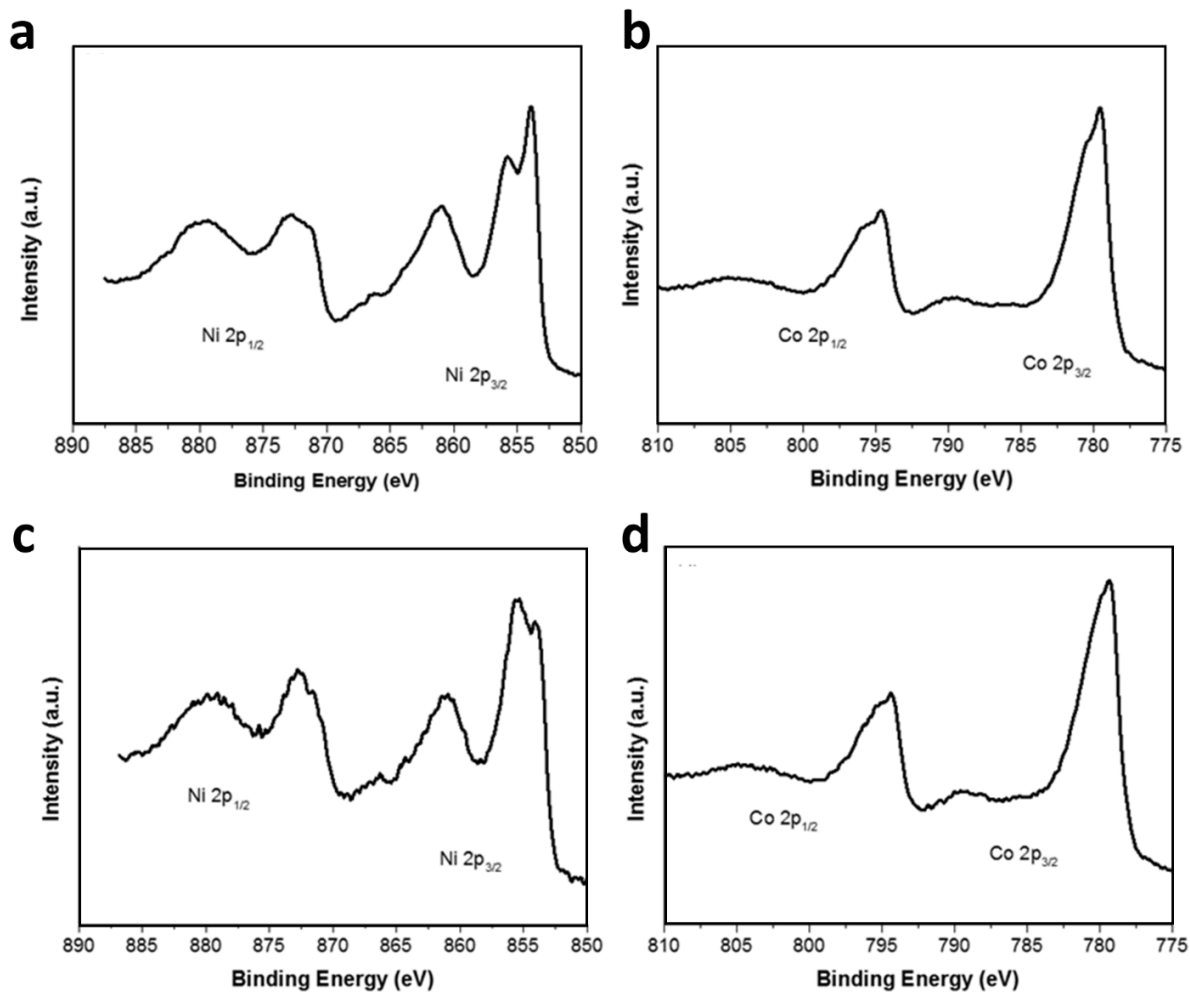 a
b
Intensity (a.u.)
Ni 2p1/2
Ni 2p3/2
890 885 880 875 870 865 860 855 850
Binding Energy (eV)
Intensity (a.u.)
Co 2p1/2
Co 2p3/2
810 805 800 795 790 785 780 775
Binding Energy (eV)
c
d
Intensity (a.u.)
Ni 2p1/2
Ni 2p3/2
890 885 880 875 870 865 860 855 850
Binding Energy (eV)
Intensity (a.u.)
Co 2p1/2
Co 2p3/2
810 805 800 795 790 785 780 775
Binding Energy (eV)